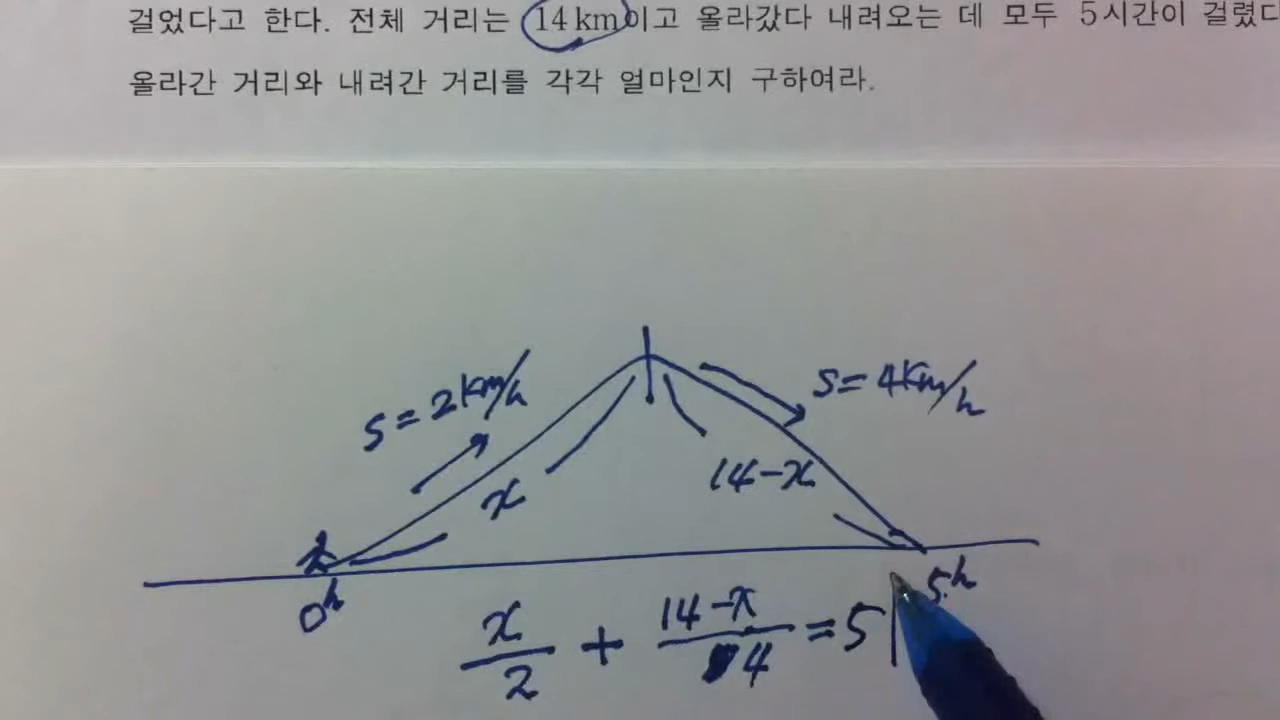 걸었다고 한다. 전체 거리는 14 km이고 올라갔다 내려오는 데 모두 5시간이 걸렸다
올라간 거리와 내려간 거리를 각각 얼마인지 구하여라.
S=2km/h
S=4km/h
x
14-x
0h
5h
x/2 + (14-x)/4 = 5